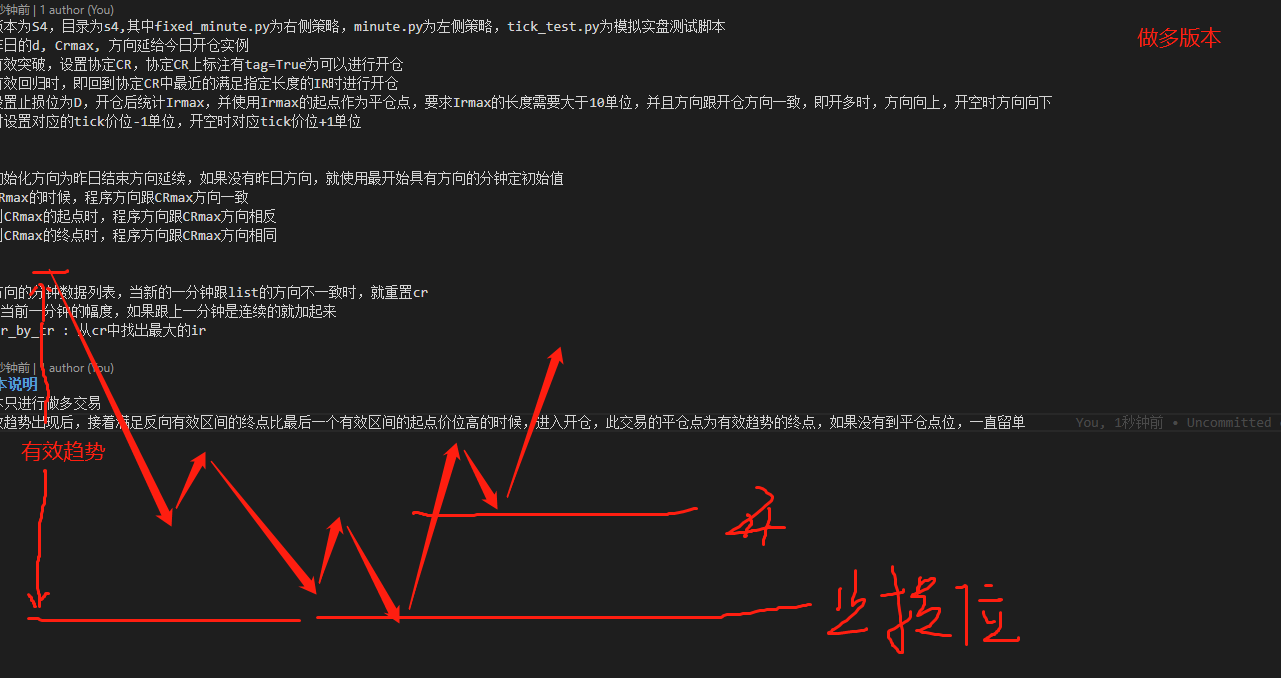 秒钟前 | 1 author (You)
版本为S4，目录为s4,其中fixed_minute.py为右侧策略，minute.py为左侧策略，tick_test.py为模拟实盘测试脚本
做多版本
昨日的d, Crmax, 方向延给今日开仓实例
有效突破，设置协定CR，协定CR上标注有tag=True为可以进行开仓
有效回归时，即回到协定CR中最近的满足指定长度的IR时进行开仓
设置止损位为D，开仓后统计Irmax，并使用Irmax的起点作为平仓点，要求Irmax的长度需要大于10单位，并且方向跟开仓方向一致，即开多时，方向向上，开空时方向向下
时设置对应的tick价位-1单位，开空时对应tick价位+1单位
初始化方向为昨日结束方向延续，如果没有昨日方向，就使用最开始具有方向的分钟定初始值
CRmax的时候，程序方向跟CRmax方向一致
到CRmax的起点时，程序方向跟CRmax方向相反
到CRmax的终点时，程序方向跟CRmax方向相同
方向的分钟数据列表，当新的一分钟跟list的方向不一致时，就重置cr
当前一分钟的幅度，如果跟上一分钟是连续的就加起来
r_by_cr : 从cr中找出最大的ir
秒钟前 | 1 author (You)
本说明
本只进行做多交易
效趋势出现后，接着满足反向有效区间的终点比最后一个有效区间的起点价位高的时候，进入开仓，此交易的平仓点为有效趋势的终点，如果没有到平仓点位，一直留单
You, 1秒钟前 • Uncommitted
有效趋势
开
止损位